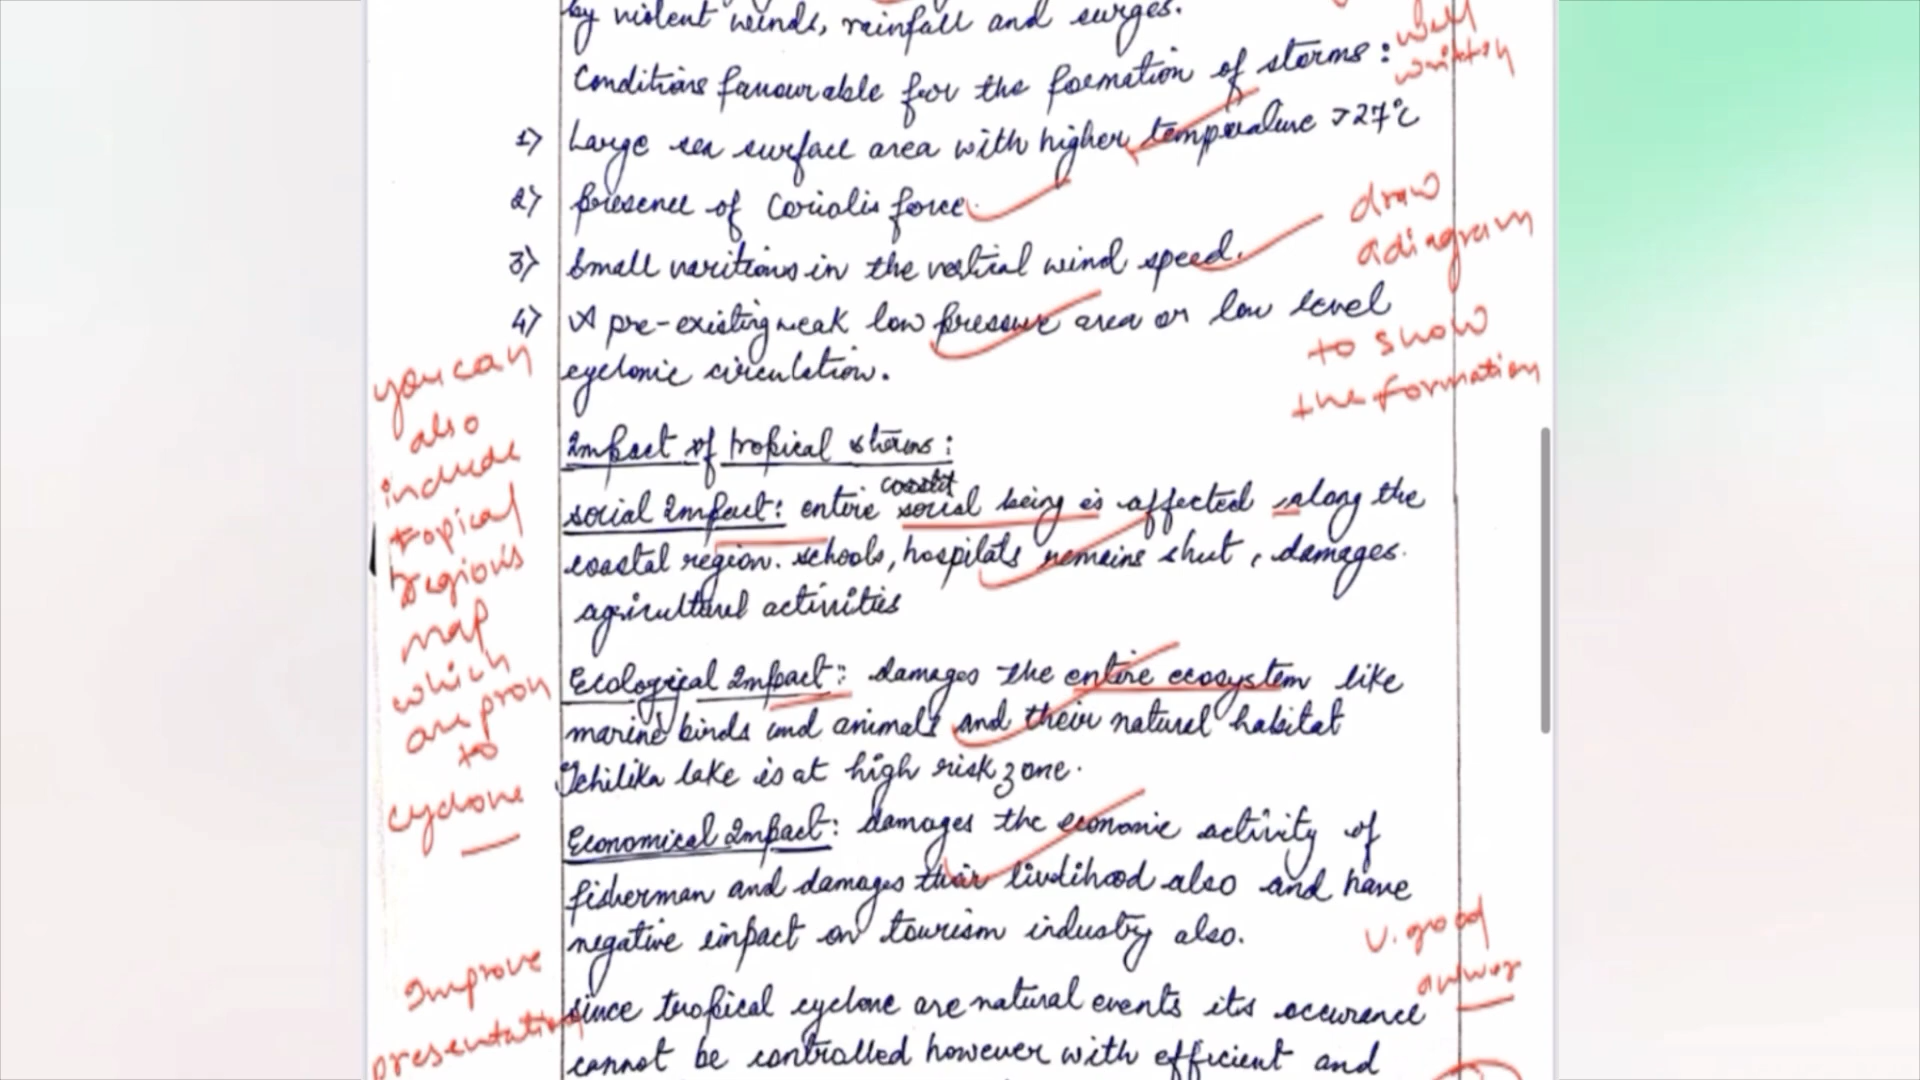 by violent winds, rainfall and surges.
well
written
Conditions favourable for the formation of storms :
1) Large sea surface area with higher temperature >27°C
2) presence of Corialis force.
3) Small varitions in the vertial wind speed.
draw
a diagram
to show
the formation
4) A pre-existing weak low pressure area or low level
cyclonic circulation.
you can
also
include
tropical
regions
map
which
are pron
to
cyclone
Impact of tropical storms :
social Impact: entire social being is affected along the
coastal region. schools, hospitals remains shut, damages.
agricultural activities
Ecological Impact: damages the entire ecosystem like
marine birds and animals and their natural habitat
Tchilika lake is at high risk zone.
Economical Impact: damages the economic activity of
fisherman and damages their livelihood also and have
negative impact on tourism industry also.
V. good
answer
Improve
presentation
since tropical cyclone are natural events its occurance
cannot be controlled however with efficient and